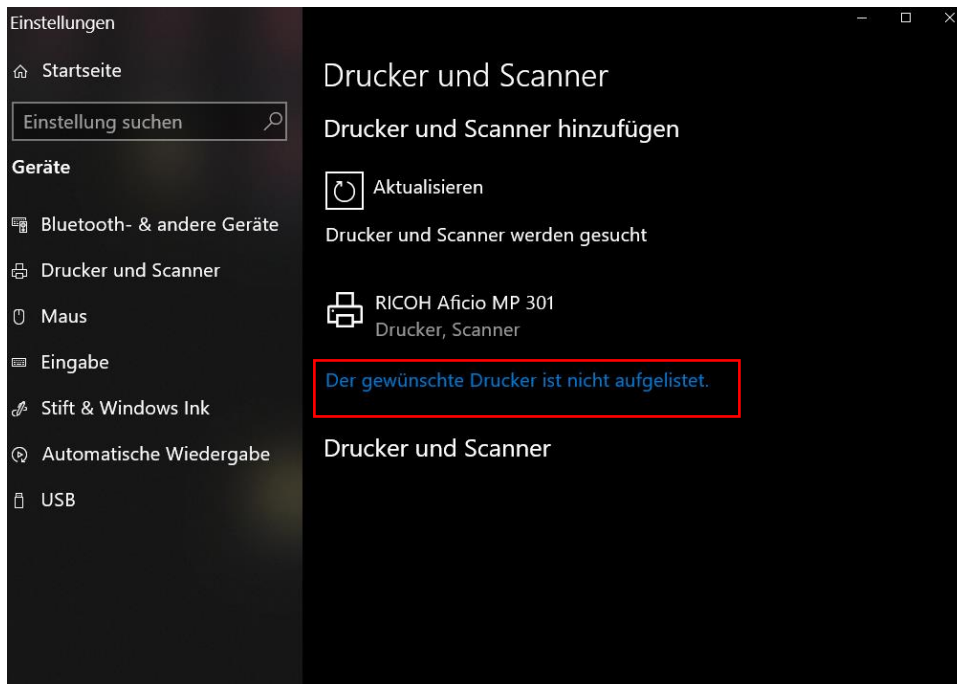 Einstellungen
Startseite
Einstellung suchen
Geräte
Bluetooth- & andere Geräte
Drucker und Scanner
Maus
Eingabe
Stift & Windows Ink
Automatische Wiedergabe
USB
Drucker und Scanner
Drucker und Scanner hinzufügen
Aktualisieren
Drucker und Scanner werden gesucht
RICOH Aficio MP 301
Drucker, Scanner
Der gewünschte Drucker ist nicht aufgelistet.
Drucker und Scanner